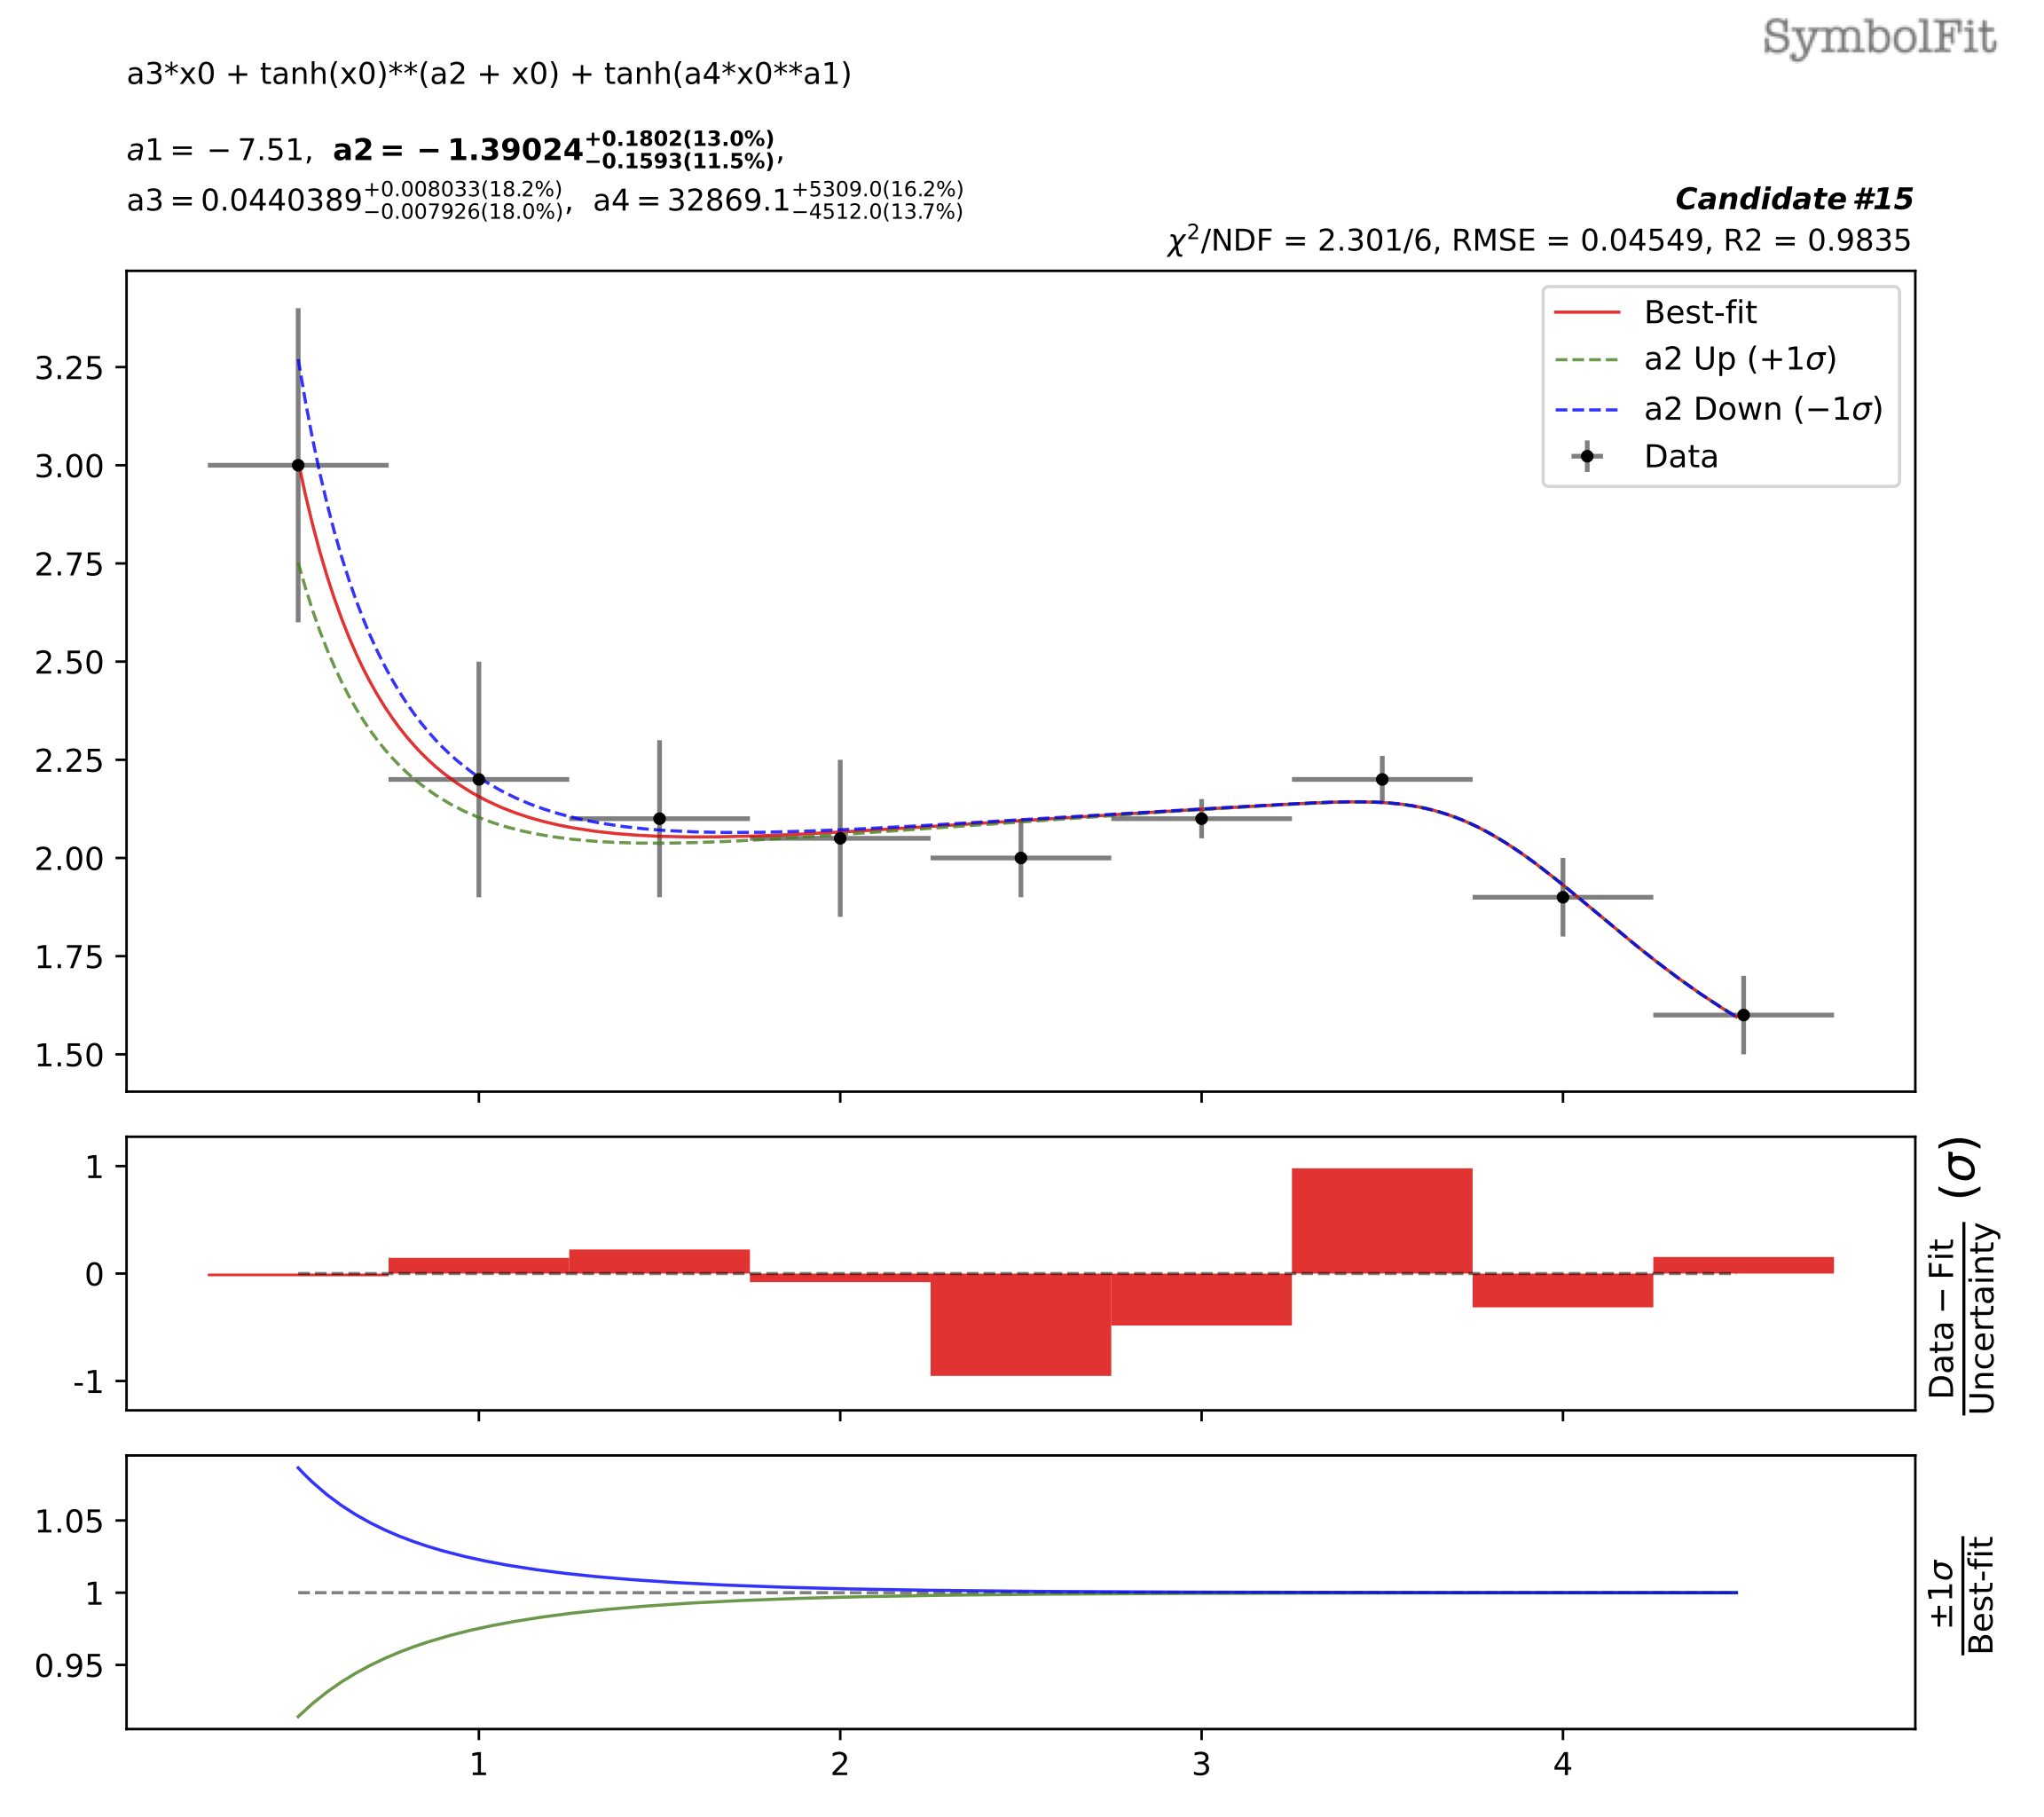 SymbolFit
a3*x0 + tanh(x0)**(a2 + x0) + tanh(a4*x0**a1)
a1 = −7.51, a2 = −1.39024 +0.1802(13.0%) −0.1593(11.5%),
a3 = 0.0440389 +0.008033(18.2%) −0.007926(18.0%), a4 = 32869.1 +5309.0(16.2%) −4512.0(13.7%)
Candidate #15
χ²/NDF = 2.301/6, RMSE = 0.04549, R2 = 0.9835
Best-fit
a2 Up (+1σ)
a2 Down (−1σ)
Data
3.25
3.00
2.75
2.50
2.25
2.00
1.75
1.50
1
0
-1
Data − Fit
Uncertainty
(σ)
1.05
1
0.95
±1σ
Best-fit
1 2 3 4